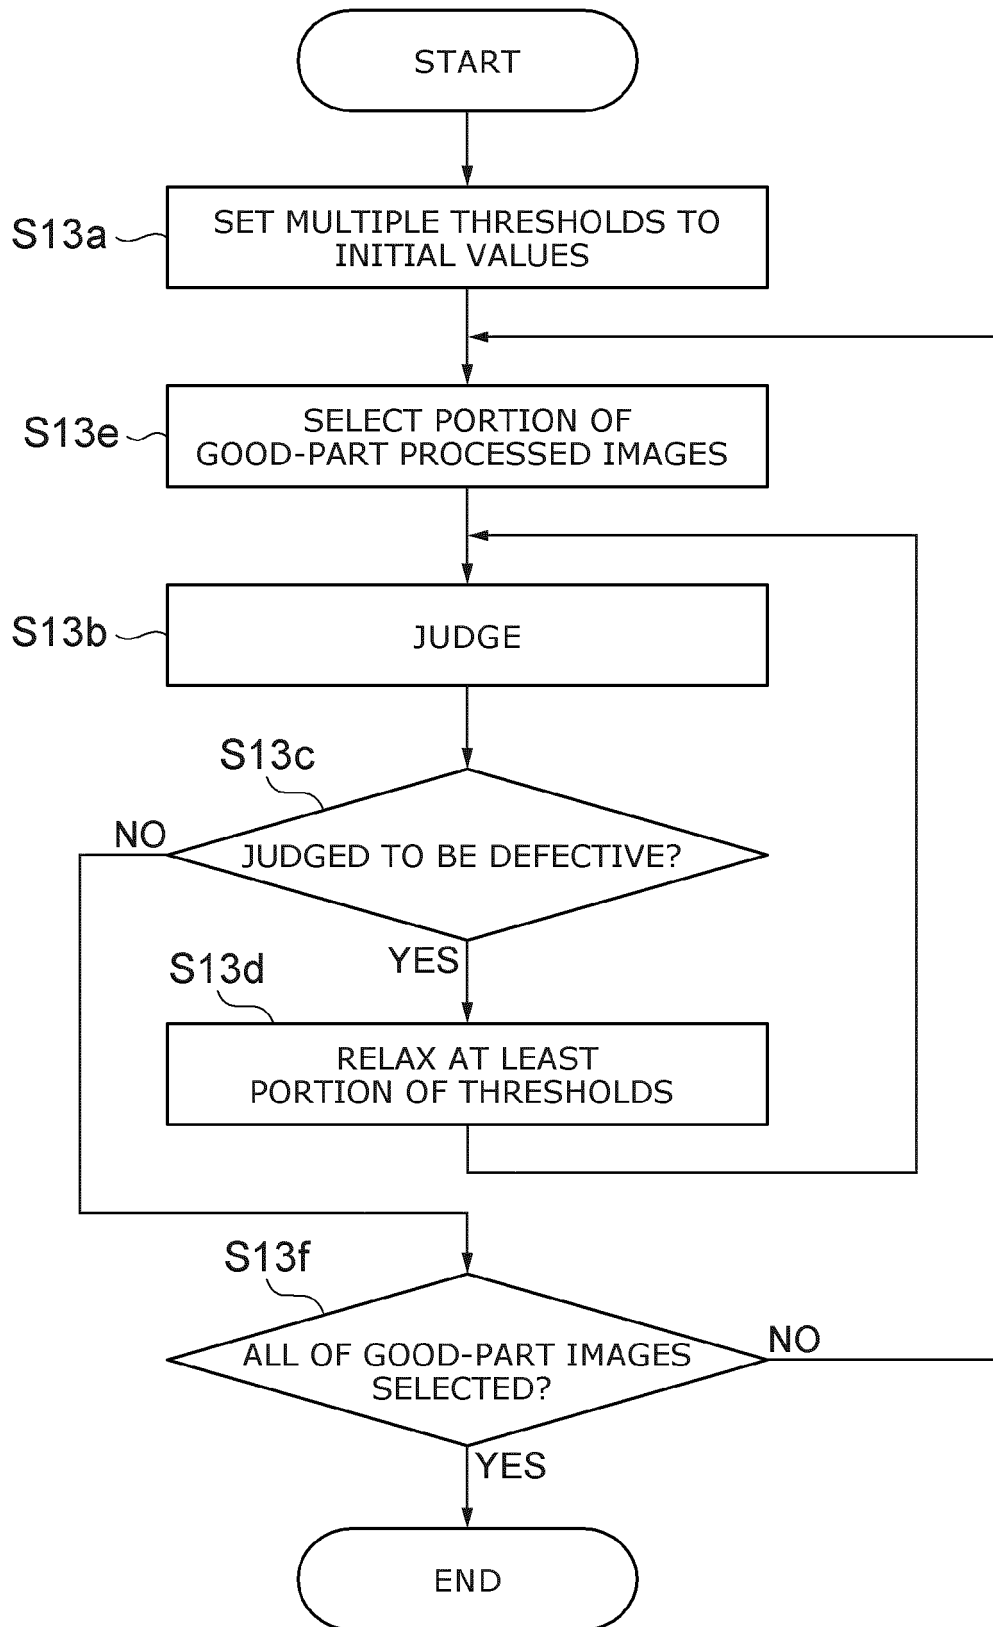 START
S13a
SET MULTIPLE THRESHOLDS TO
INITIAL VALUES
S13e
SELECT PORTION OF
GOOD-PART PROCESSED IMAGES
S13b
JUDGE
S13c
NO
JUDGED TO BE DEFECTIVE?
YES
S13d
RELAX AT LEAST
PORTION OF THRESHOLDS
S13f
ALL OF GOOD-PART IMAGES
SELECTED?
NO
YES
END